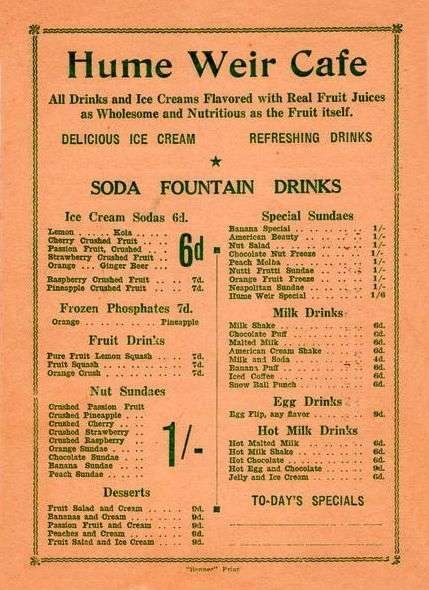 Hume Weir Cafe
All Drinks and Ice Creams Flavored with Real Fruit Juices
as Wholesome and Nutritious as the Fruit itself.
DELICIOUS ICE CREAM REFRESHING DRINKS
SODA FOUNTAIN DRINKS
Ice Cream Sodas 6d.
Lemon .... Kola ....
Cherry Crushed Fruit ....
Passion Fruit, Crushed
Strawberry Crushed Fruit
Orange .... Ginger Beer ...
6d
Raspberry Crushed Fruit .. 7d.
Pineapple Crushed Fruit .. 7d.
Frozen Phosphates 7d.
Orange ........ Pineapple
Fruit Drinks
Pure Fruit Lemon Squash .. 7d.
Fruit Squash ........ 7d.
Orange Crush ........ 7d.
Nut Sundaes
Crushed Passion Fruit
Crushed Pineapple ....
Crushed Cherry ....
Crushed Strawberry ..
Crushed Raspberry ..
Orange Sundae ....
Chocolate Sundae ....
Banana Sundae ....
Peach Sundae ....
1/-
Desserts
Fruit Salad and Cream .... 9d.
Bananas and Cream .... 9d.
Passion Fruit and Cream .. 9d.
Peaches and Cream .... 6d.
Fruit Salad and Ice Cream .. 9d.
Special Sundaes
Banana Special ........ 1/-
American Beauty ........ 1/-
Nut Salad ........ 1/-
Chocolate Nut Freeze .... 1/-
Peach Melba ........ 1/-
Nutti Frutti Sundae .... 1/-
Orange Fruit Freeze .... 1/-
Neapolitan Sundae .... 1/-
Hume Weir Special .... 1/6
Milk Drinks
Milk Shake ........ 6d.
Chocolate Puff ........ 6d.
Malted Milk ........ 6d.
American Cream Shake .... 6d.
Milk and Soda ........ 4d.
Banana Puff ........ 6d.
Iced Coffee ........ 6d.
Snow Ball Punch ........ 6d.
Egg Drinks
Egg Flip, any flavor .... 9d.
Hot Milk Drinks
Hot Malted Milk ........ 6d.
Hot Milk Shake ........ 6d.
Hot Chocolate ........ 6d.
Hot Egg and Chocolate .... 9d.
Jelly and Ice Cream .... 6d.
TO-DAY'S SPECIALS
"Banner" Print